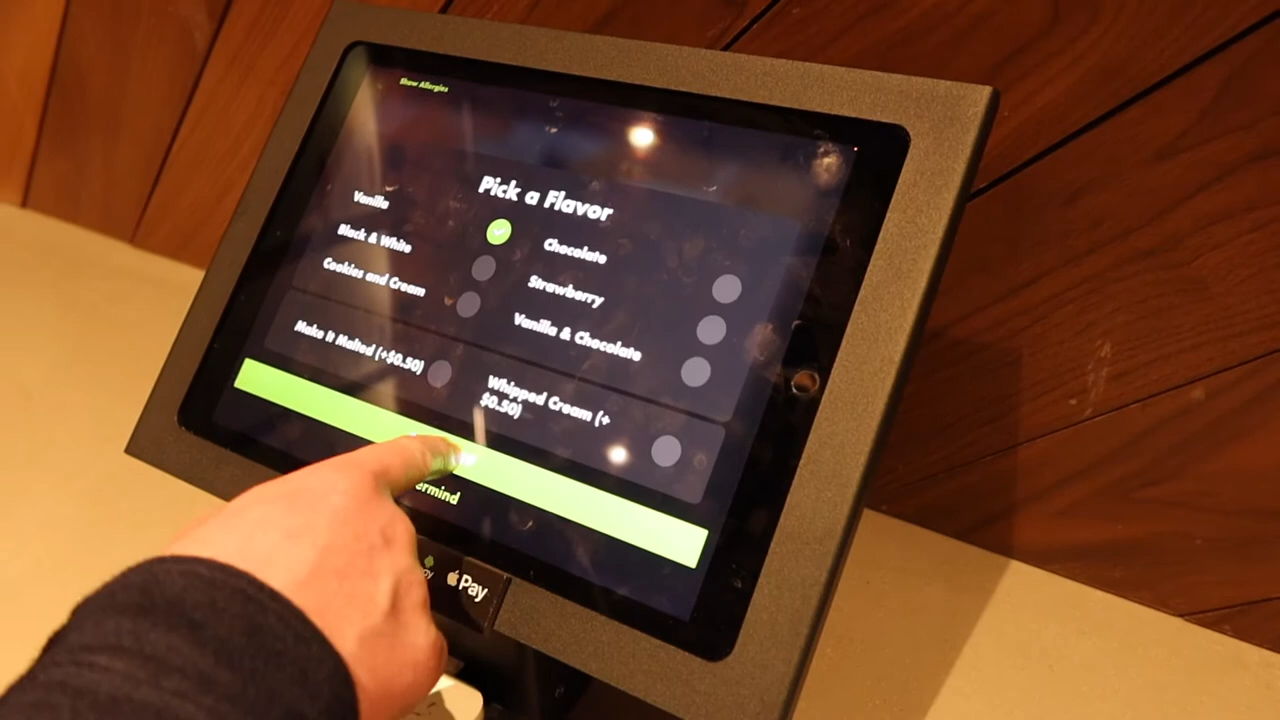 Show Allergies
Pick a Flavor
Vanilla
Chocolate
Black & White
Strawberry
Cookies and Cream
Vanilla & Chocolate
Make It Malted (+$0.50)
Whipped Cream (+
$0.50)
ermind
Pay